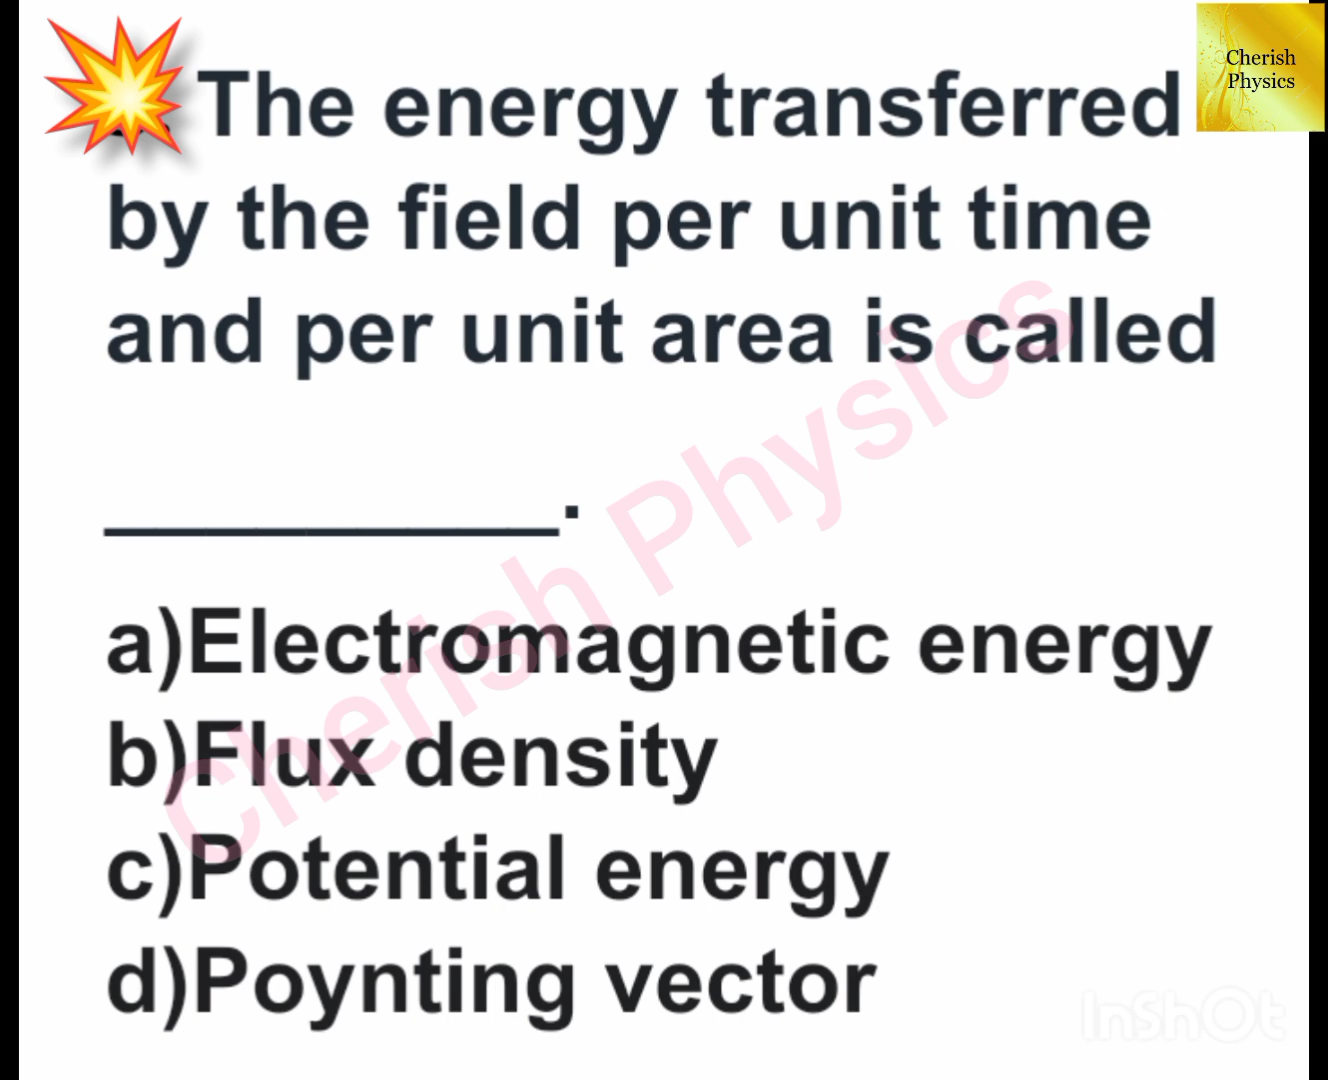 Cherish
Physics
The energy transferred
by the field per unit time
and per unit area is called
__________.
a)Electromagnetic energy
b)Flux density
c)Potential energy
d)Poynting vector
Cherish Physics
InShOt